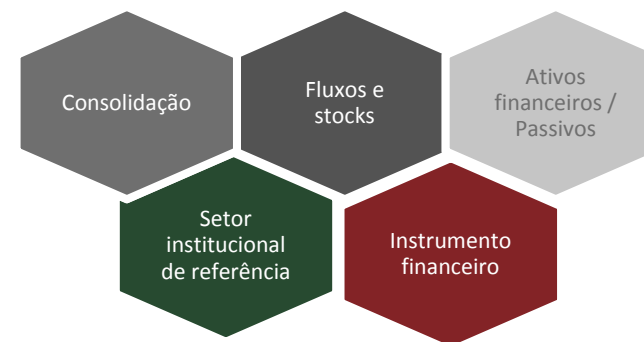 Consolidação
Fluxos e
stocks
Ativos
financeiros /
Passivos
Setor
institucional
de referência
Instrumento
financeiro